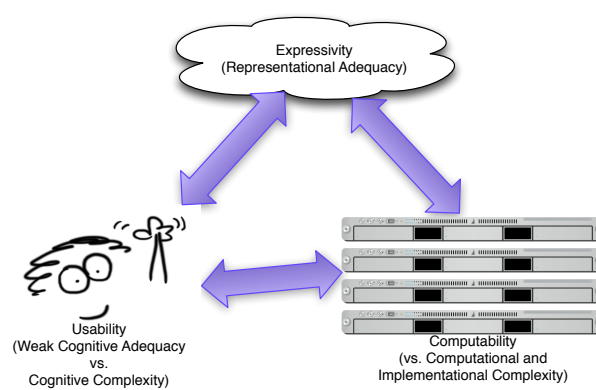 Expressivity
(Representational Adequacy)
Usability
(Weak Cognitive Adequacy
vs.
Cognitive Complexity)
Computability
(vs. Computational and
Implementational Complexity)